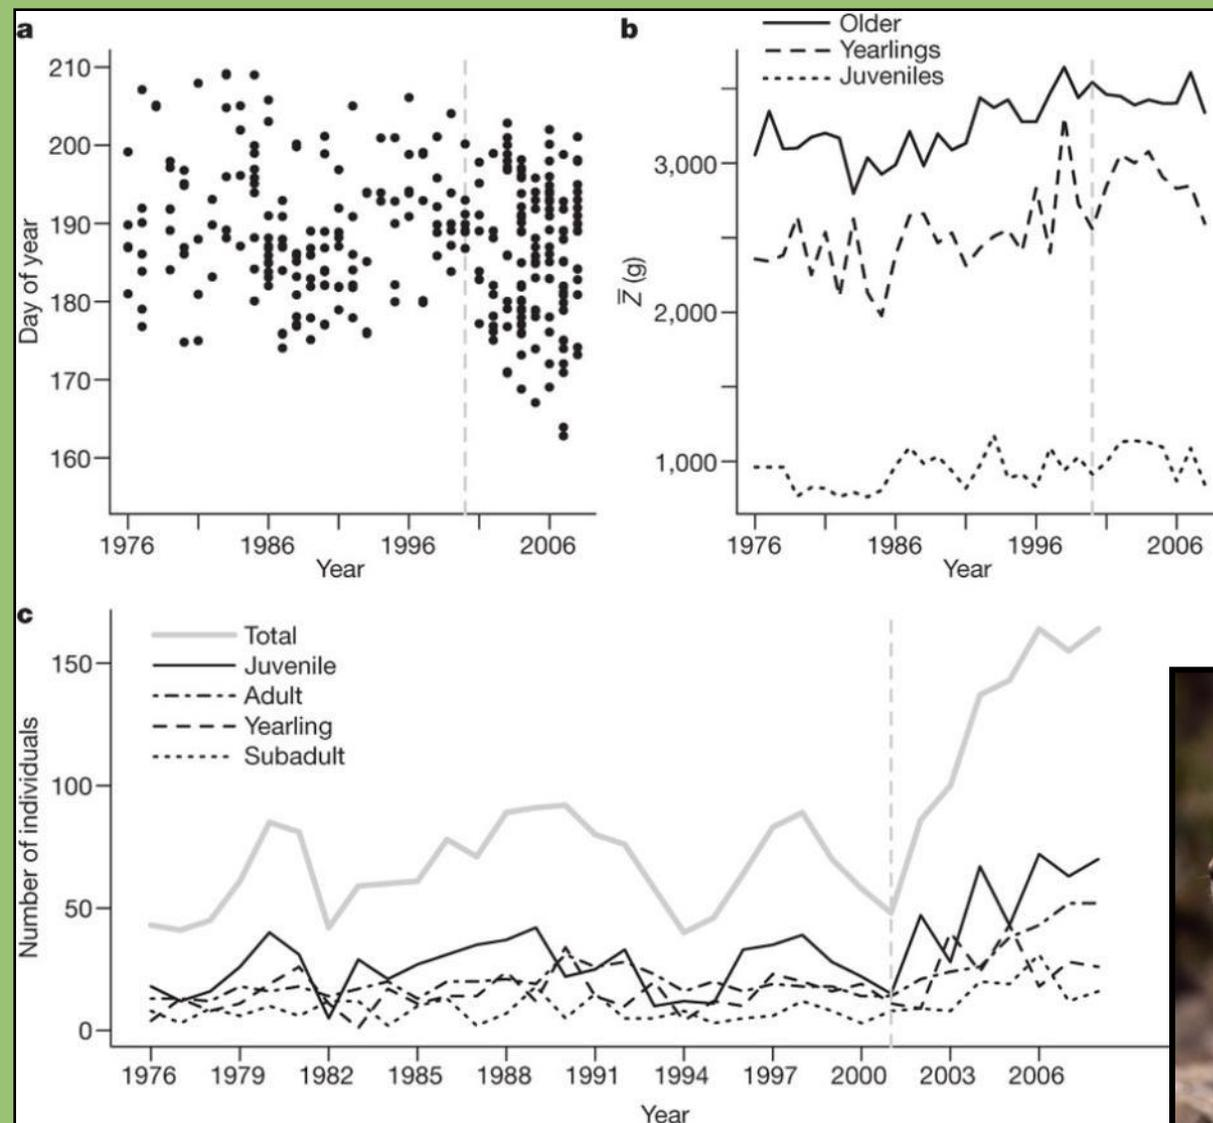 a
210
200
190
180
170
160
Day of year
1976
1986
1996
2006
Year
b
Older
Yearlings
Juveniles
3,000
2,000
1,000
Z̅ (g)
1976
1986
1996
2006
Year
c
Total
Juvenile
Adult
Yearling
Subadult
150
100
50
0
Number of individuals
1976
1979
1982
1985
1988
1991
1994
1997
2000
2003
2006
Year